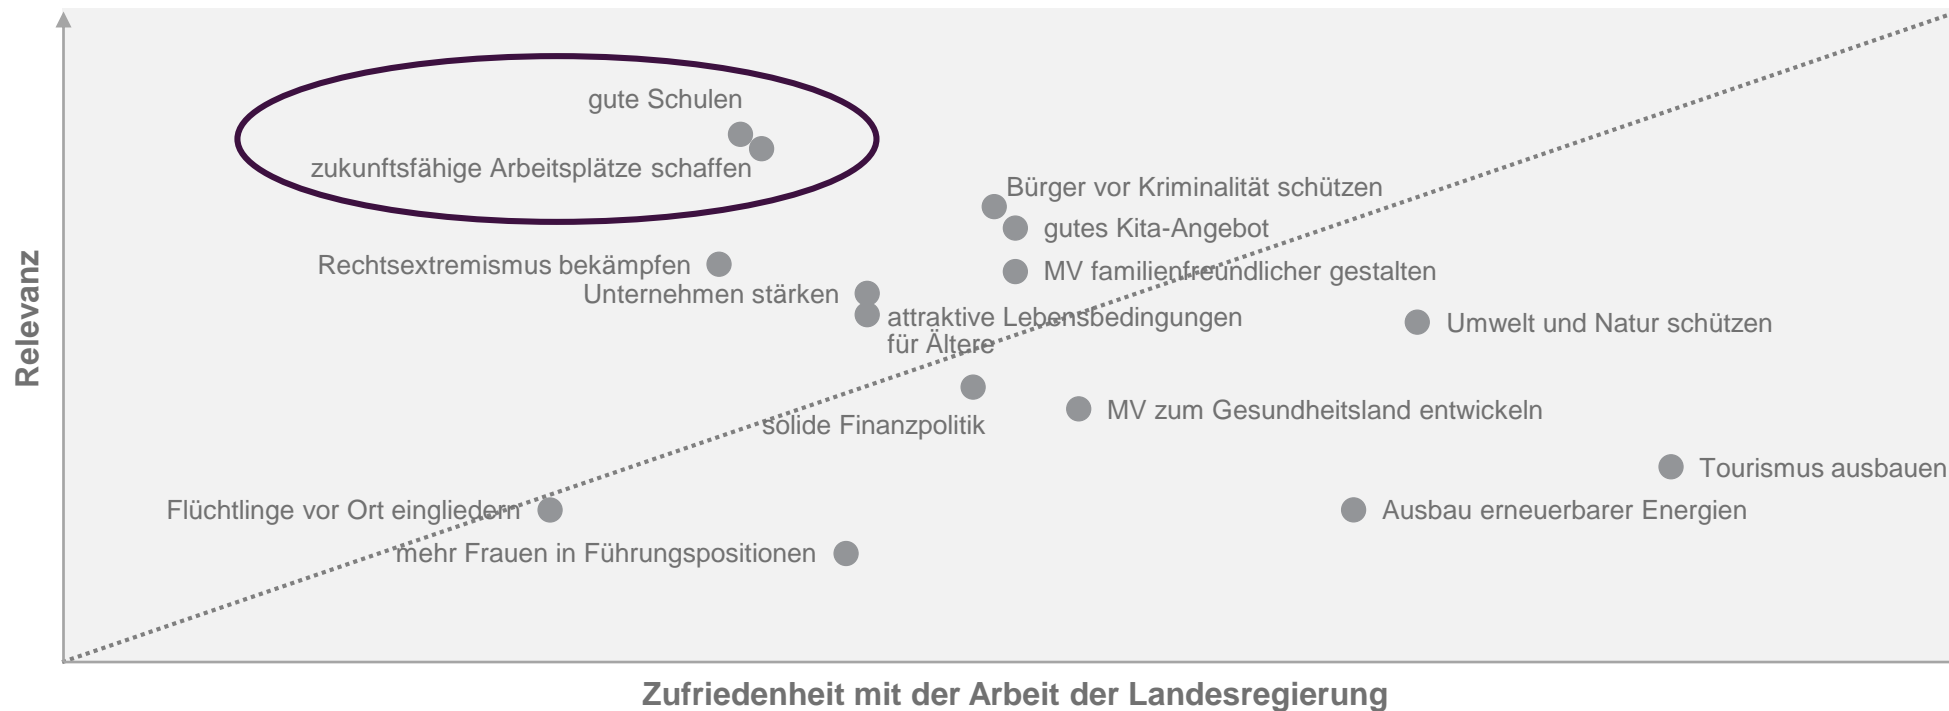 gute Schulen
zukunftsfähige Arbeitsplätze schaffen
Bürger vor Kriminalität schützen
gutes Kita-Angebot
Rechtsextremismus bekämpfen
MV familienfreundlicher gestalten
Unternehmen stärken
attraktive Lebensbedingungen
für Ältere
Umwelt und Natur schützen
solide Finanzpolitik
MV zum Gesundheitsland entwickeln
Tourismus ausbauen
Flüchtlinge vor Ort eingliedern
Ausbau erneuerbarer Energien
mehr Frauen in Führungspositionen
Relevanz
Zufriedenheit mit der Arbeit der Landesregierung